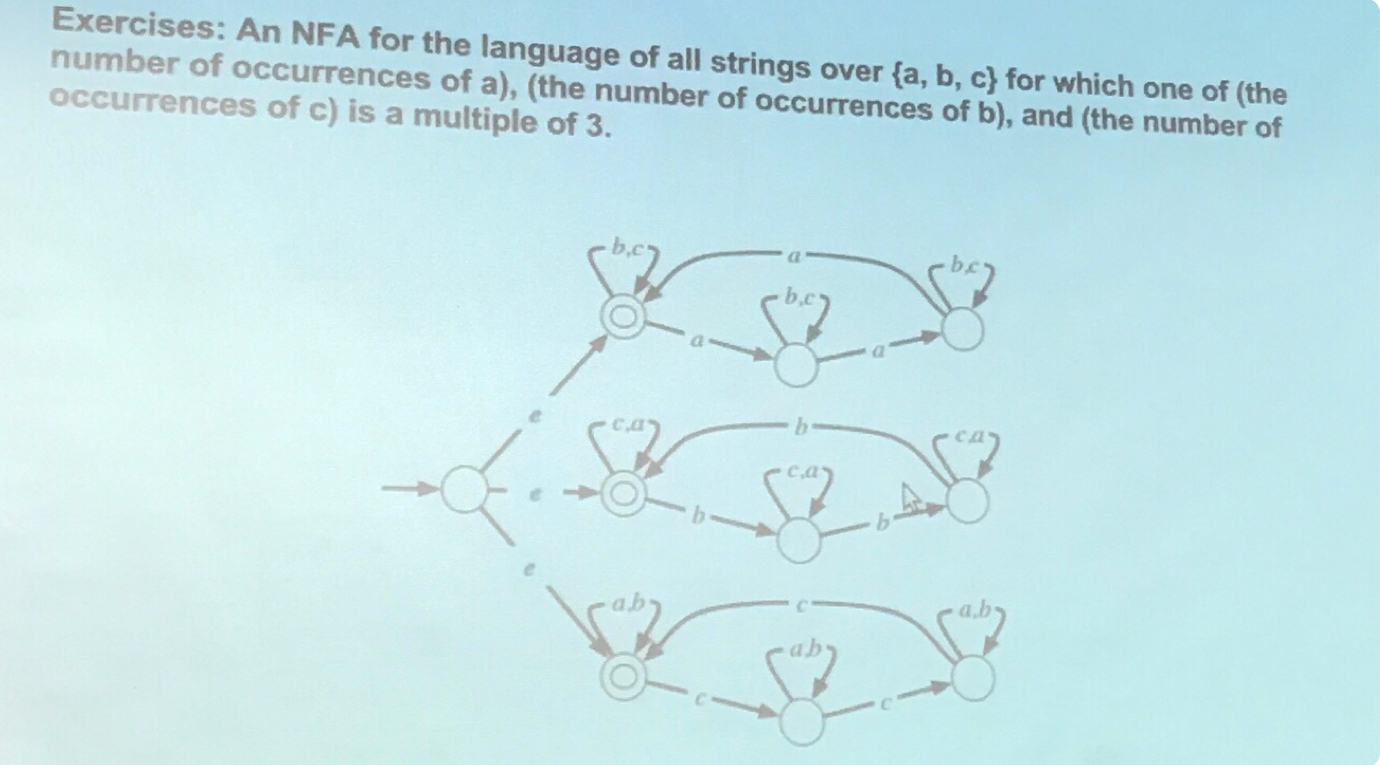 Exercises: An NFA for the language of all strings over {a, b, c} for which one of (the
number of occurrences of a), (the number of occurrences of b), and (the number of
occurrences of c) is a multiple of 3.
b,c
a
b,c
b,c
a
a
e
c,a
b
c,a
c,a
e
b
b
e
a,b
c
a,b
a,b
c
c